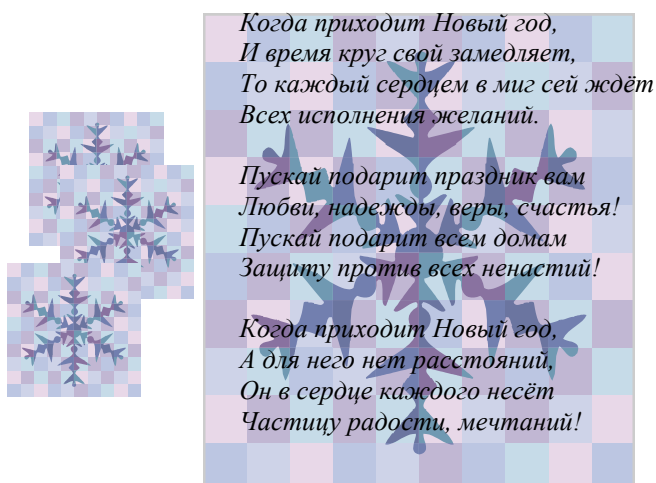 Когда приходит Новый год,
И время круг свой замедляет,
То каждый сердцем в миг сей ждёт
Всех исполнения желаний.
Пускай подарит праздник вам
Любви, надежды, веры, счастья!
Пускай подарит всем домам
Защиту против всех ненастий!
Когда приходит Новый год,
А для него нет расстояний,
Он в сердце каждого несёт
Частицу радости, мечтаний!